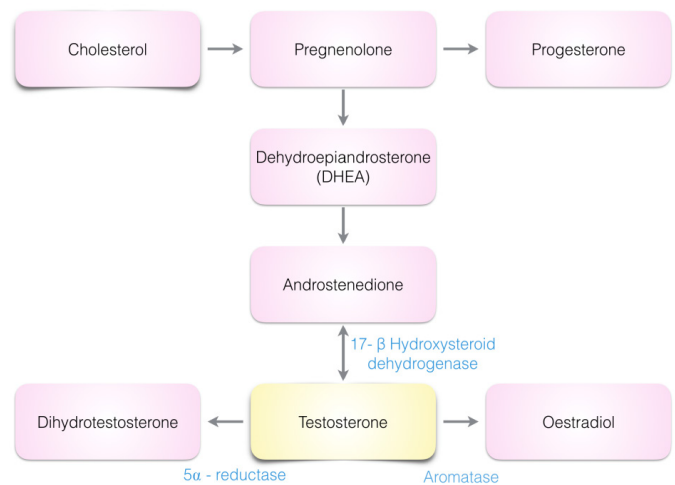 Cholesterol
Pregnenolone
Progesterone
Dehydroepiandrosterone
(DHEA)
Androstenedione
17- β Hydroxysteroid
dehydrogenase
Dihydrotestosterone
Testosterone
Oestradiol
5α - reductase
Aromatase